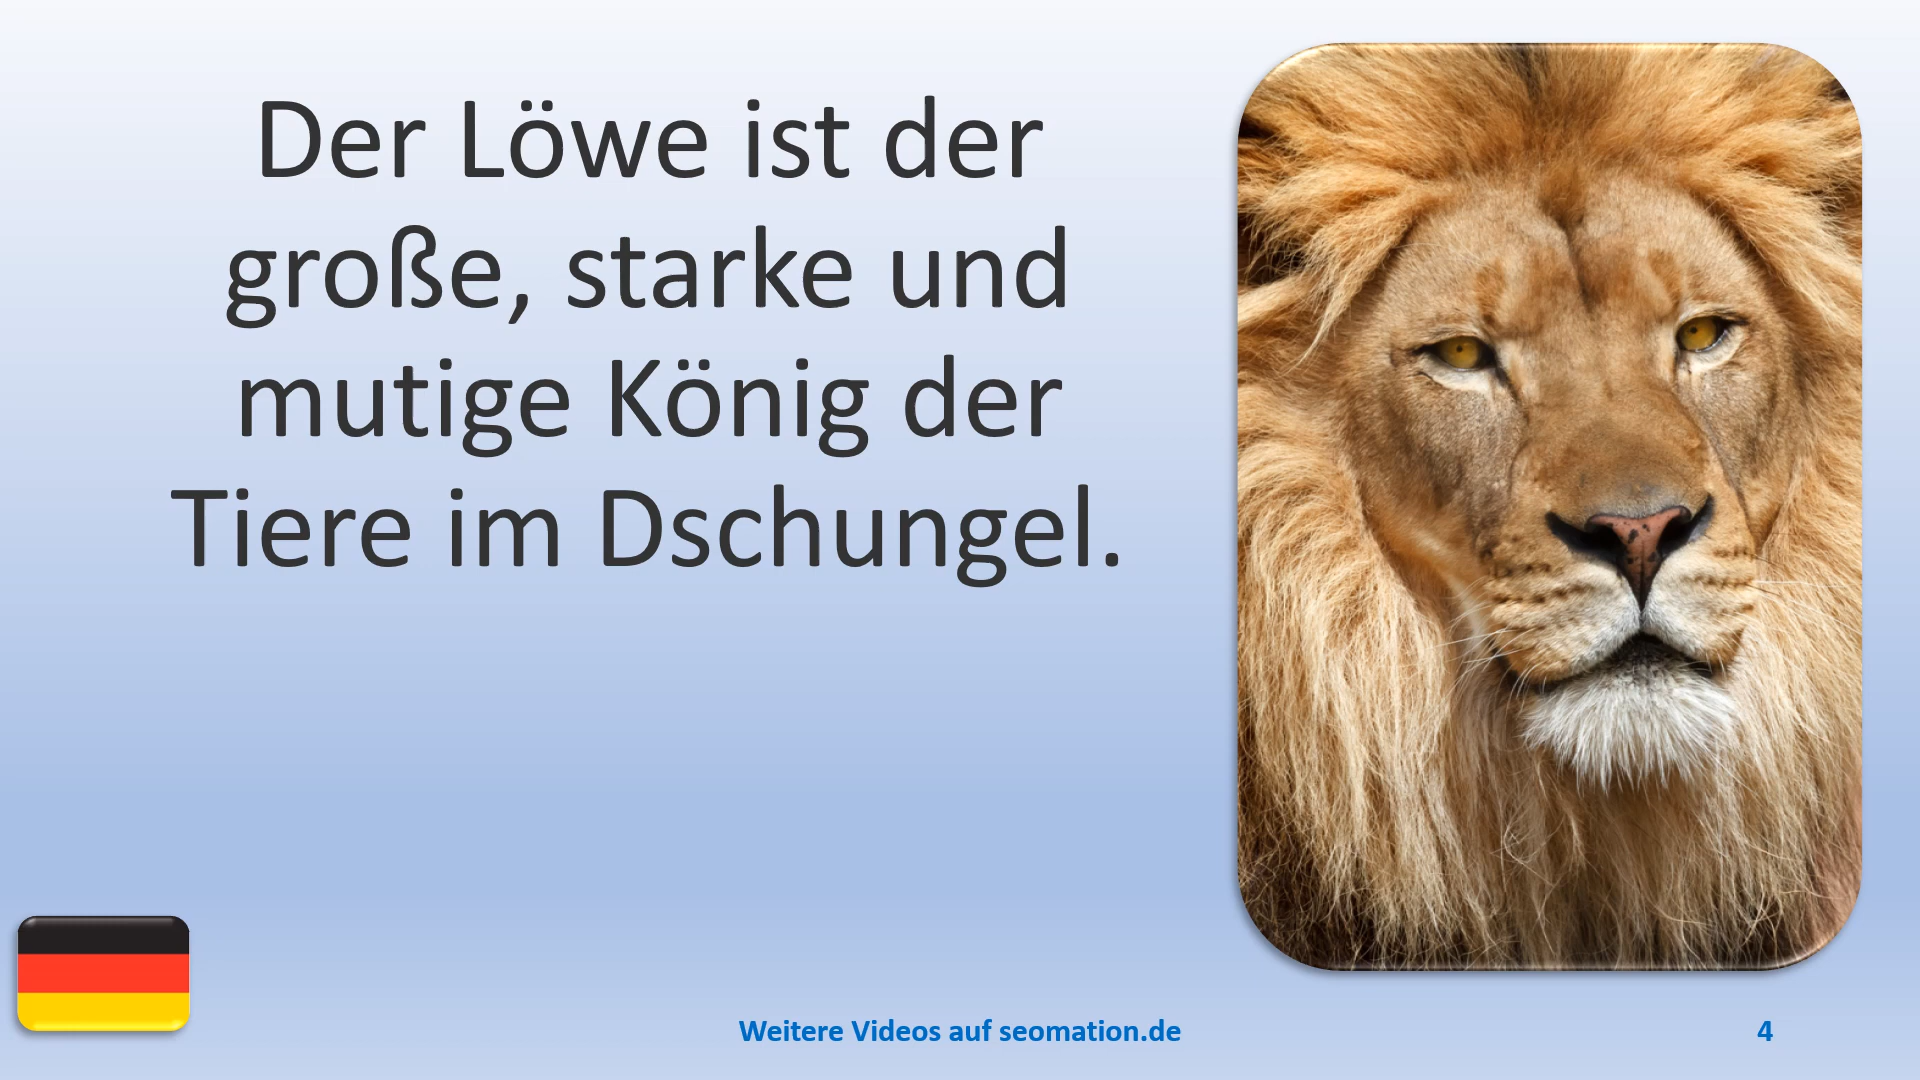 Der Löwe ist der
große, starke und
mutige König der
Tiere im Dschungel.
Weitere Videos auf seomation.de
4